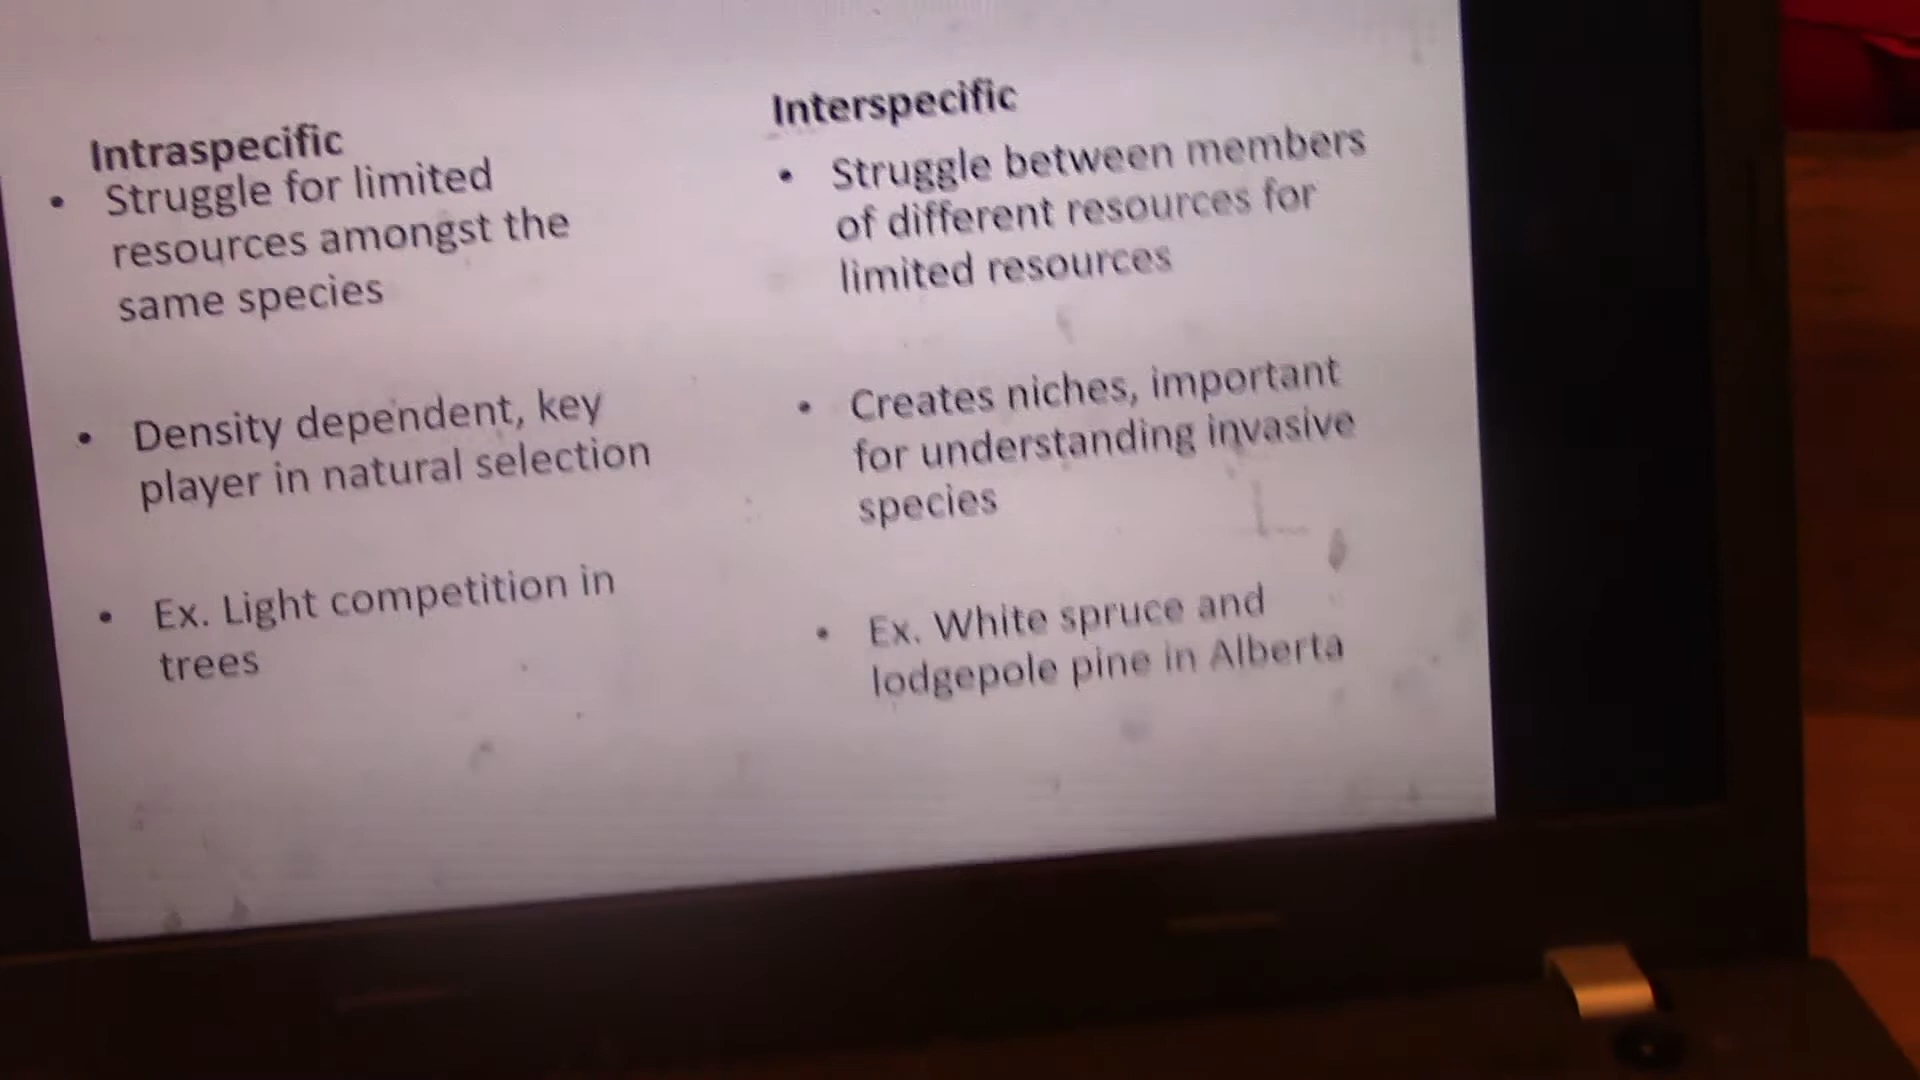 Intraspecific
• Struggle for limited
resources amongst the
same species
• Density dependent, key
player in natural selection
• Ex. Light competition in
trees
Interspecific
• Struggle between members
of different resources for
limited resources
• Creates niches, important
for understanding invasive
species
• Ex. White spruce and
lodgepole pine in Alberta